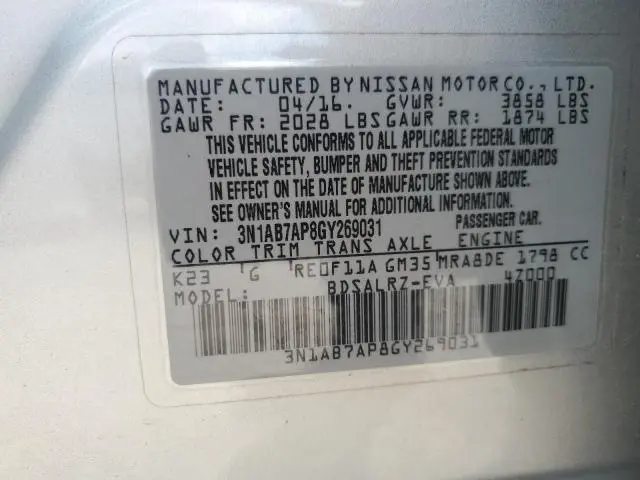 MANUFACTURED BY NISSAN MOTOR CO., LTD.
DATE: 04/16. GVWR: 3858 LBS
GAWR FR: 2028 LBS GAWR RR: 1874 LBS
THIS VEHICLE CONFORMS TO ALL APPLICABLE FEDERAL MOTOR
VEHICLE SAFETY, BUMPER AND THEFT PREVENTION STANDARDS
IN EFFECT ON THE DATE OF MANUFACTURE SHOWN ABOVE.
SEE OWNER'S MANUAL FOR ADDITIONAL INFORMATION.
VIN: 3N1AB7AP8GY269031 PASSENGER CAR.
COLOR TRIM TRANS AXLE ENGINE
K23 G RE0F11A GM35 MRA8DE 1798 CC
MODEL: BDSALRZ-EVA 4Z000
3N1AB7AP8GY269031